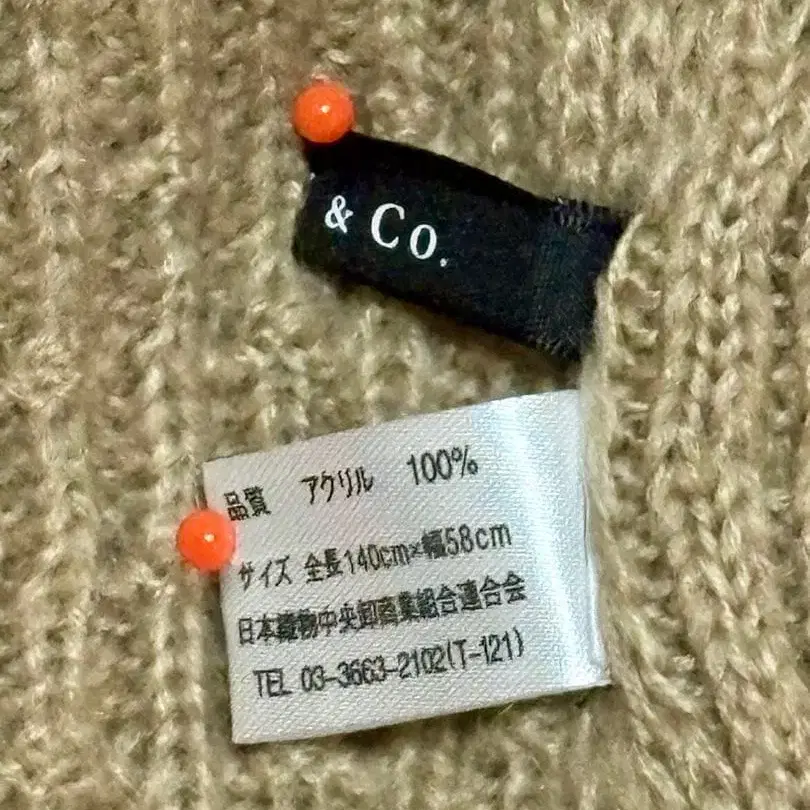 & Co.
品質 アクリル 100%
サイズ 全長140cm×幅58cm
日本織物中央卸商業組合連合会
TEL 03-3663-2102(T-121)